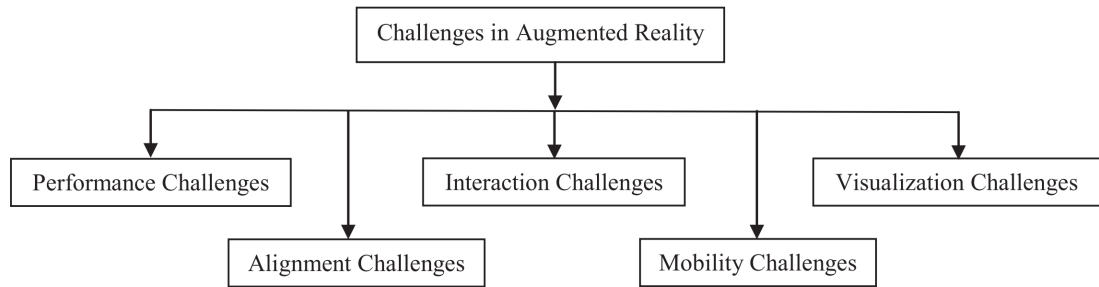 Challenges in Augmented Reality
Performance Challenges
Interaction Challenges
Visualization Challenges
Alignment Challenges
Mobility Challenges